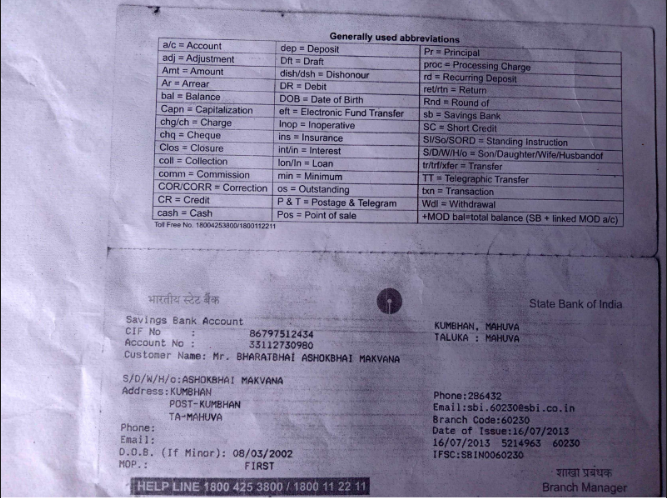 Generally used abbreviations
a/c = Account dep = Deposit Pr = Principal
adj = Adjustment Dft = Draft proc = Processing Charge
Amt = Amount dish/dsh = Dishonour rd = Recurring Deposit
Ar = Arrear DR = Debit ret/rtn = Return
bal = Balance DOB = Date of Birth Rnd = Round of
Capn = Capitalization eft = Electronic Fund Transfer sb = Savings Bank
chg/ch = Charge Inop = Inoperative SC = Short Credit
chq = Cheque ins = Insurance SI/So/SORD = Standing Instruction
Clos = Closure int/in = Interest S/D/W/H/o = Son/Daughter/Wife/Husbandof
coll = Collection lon/ln = Loan tr/trf/xfer = Transfer
comm = Commission min = Minimum TT = Telegraphic Transfer
COR/CORR = Correction os = Outstanding txn = Transaction
CR = Credit P & T = Postage & Telegram Wdl = Withdrawal
cash = Cash Pos = Point of sale +MOD bal=total balance (SB + linked MOD a/c)
Toll Free No. 18004253800/1800112211
भारतीय स्टेट बैंक State Bank of India
Savings Bank Account KUMBHAN, MAHUVA
CIF No : 86797512434 TALUKA : MAHUVA
Account No : 33112730980
Customer Name: Mr. BHARATBHAI ASHOKBHAI MAKVANA
S/D/W/H/o:ASHOKBHAI MAKVANA
Address:KUMBHAN Phone:286432
POST-KUMBHAN Email:sbi.60230@sbi.co.in
TA-MAHUVA Branch Code:60230
Phone: Date of Issue:16/07/2013
Email: 16/07/2013 5214963 60230
D.O.B. (If Minor): 08/03/2002 IFSC:SBIN0060230
MOP.: FIRST शाखा प्रबंधक
HELP LINE 1800 425 3800 / 1800 11 22 11 Branch Manager